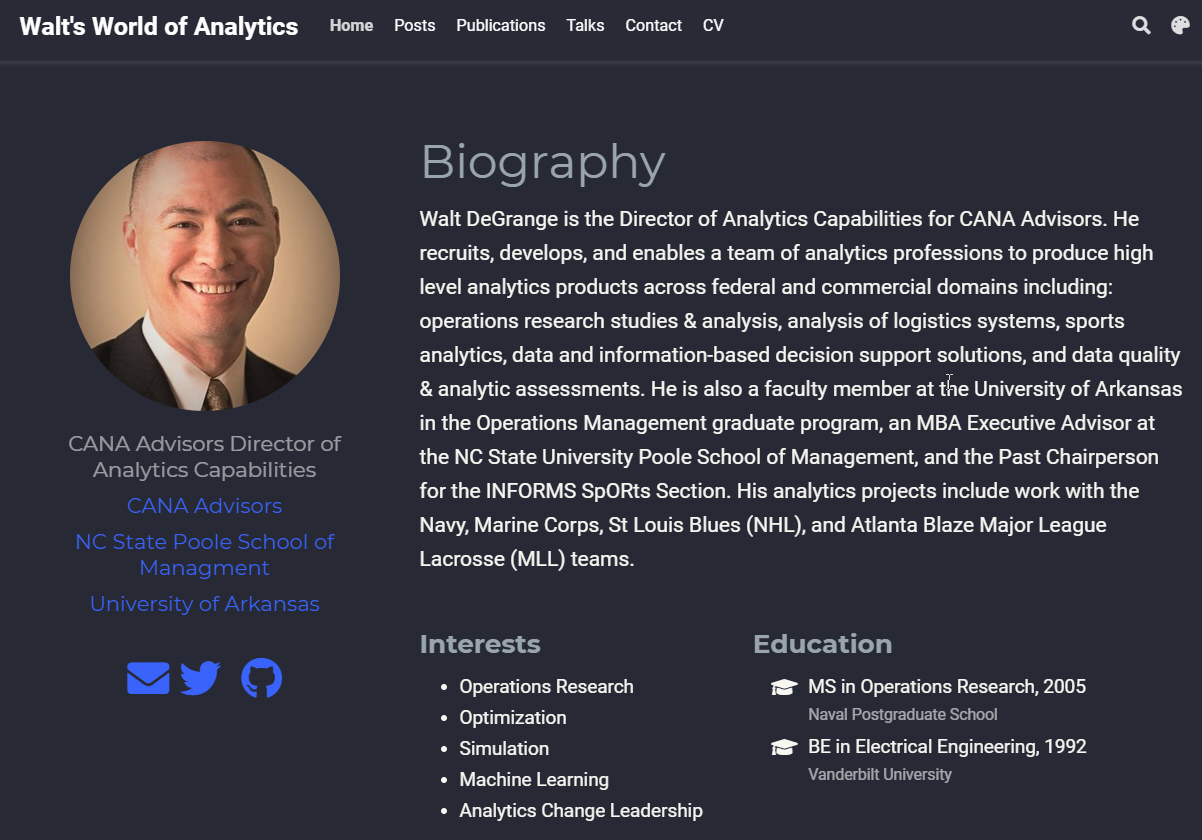 Walt's World of Analytics
Home Posts Publications Talks Contact CV
CANA Advisors Director of
Analytics Capabilities
CANA Advisors
NC State Poole School of
Managment
University of Arkansas
Biography
Walt DeGrange is the Director of Analytics Capabilities for CANA Advisors. He
recruits, develops, and enables a team of analytics professions to produce high
level analytics products across federal and commercial domains including:
operations research studies & analysis, analysis of logistics systems, sports
analytics, data and information-based decision support solutions, and data quality
& analytic assessments. He is also a faculty member at the University of Arkansas
in the Operations Management graduate program, an MBA Executive Advisor at
the NC State University Poole School of Management, and the Past Chairperson
for the INFORMS SpORts Section. His analytics projects include work with the
Navy, Marine Corps, St Louis Blues (NHL), and Atlanta Blaze Major League
Lacrosse (MLL) teams.
Interests
Operations Research
Optimization
Simulation
Machine Learning
Analytics Change Leadership
Education
MS in Operations Research, 2005
Naval Postgraduate School
BE in Electrical Engineering, 1992
Vanderbilt University